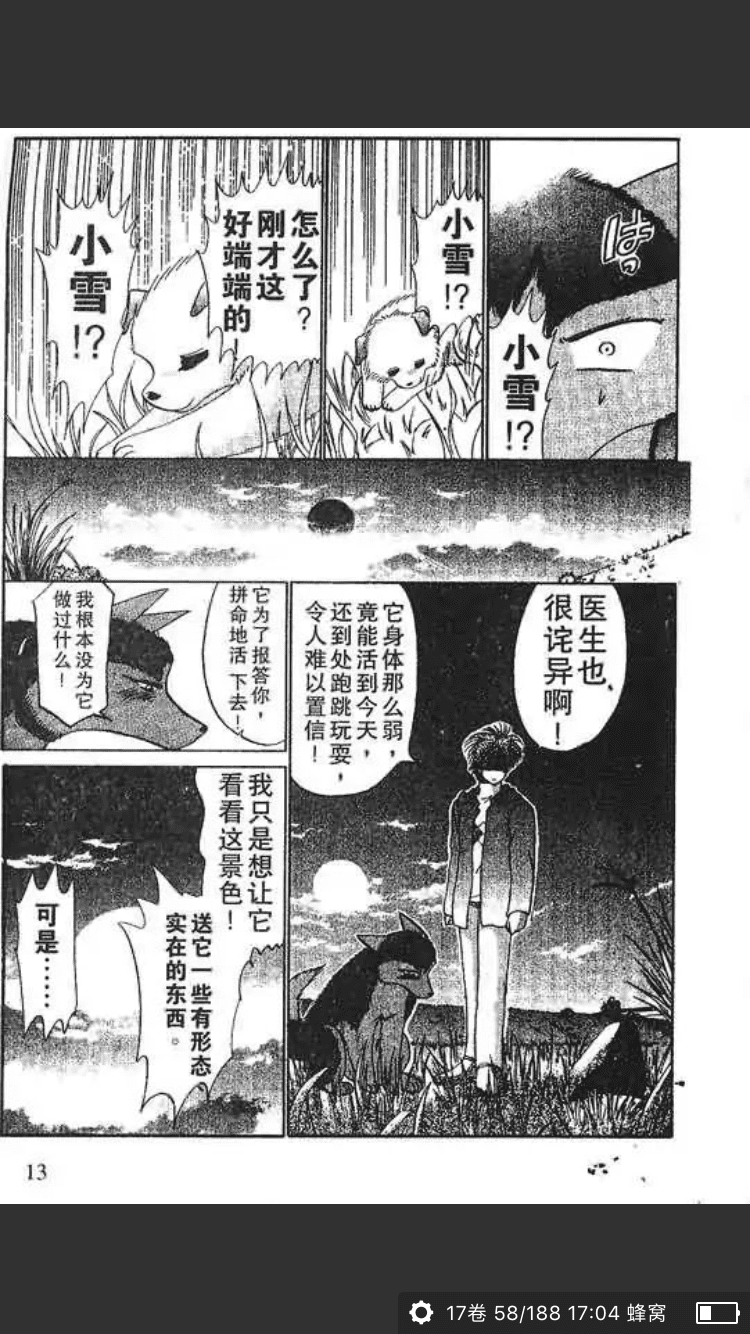 は
っ
小雪!?
小雪!?
怎么了?
刚才这
好端端的
小雪!?
医生也
很诧异啊!
它身体那么弱,
竟能活到今天,
还到处跑跳玩耍,
令人难以置信!
它为了报答你,
拼命地活下去!
我根本没为它
做过什么!
我只是想让它
看看这景色!
送它一些有形态
实在的东西。
可是……
13
17卷 58/188 17:04 蜂窝